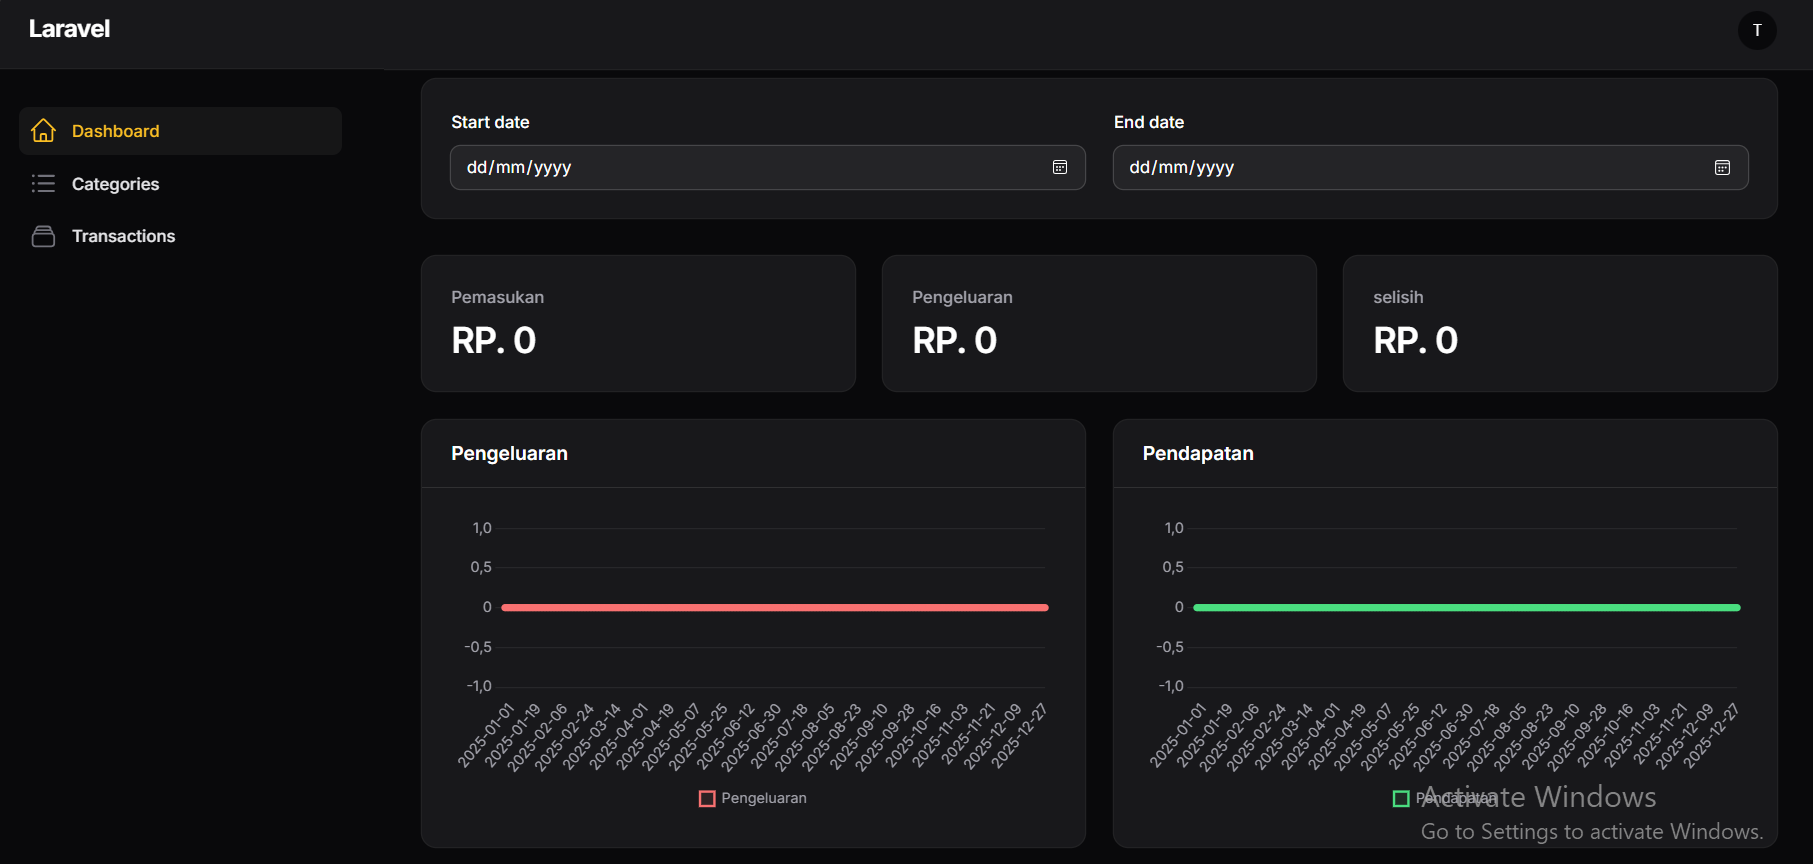 Laravel
T
Dashboard
Categories
Transactions
Start date
End date
dd/mm/yyyy
dd/mm/yyyy
Pemasukan
RP. 0
Pengeluaran
RP. 0
selisih
RP. 0
Pengeluaran
1,0
0,5
0
-0,5
-1,0
2025-01-01
2025-01-19
2025-02-06
2025-02-24
2025-03-14
2025-04-01
2025-04-19
2025-05-07
2025-05-25
2025-06-12
2025-06-30
2025-07-18
2025-08-05
2025-08-23
2025-09-10
2025-09-28
2025-10-16
2025-11-03
2025-11-21
2025-12-09
2025-12-27
Pengeluaran
Pendapatan
1,0
0,5
0
-0,5
-1,0
2025-01-01
2025-01-19
2025-02-06
2025-02-24
2025-03-14
2025-04-01
2025-04-19
2025-05-07
2025-05-25
2025-06-12
2025-06-30
2025-07-18
2025-08-05
2025-08-23
2025-09-10
2025-09-28
2025-10-16
2025-11-03
2025-11-21
2025-12-09
2025-12-27
Pendapatan
Activate Windows
Go to Settings to activate Windows.